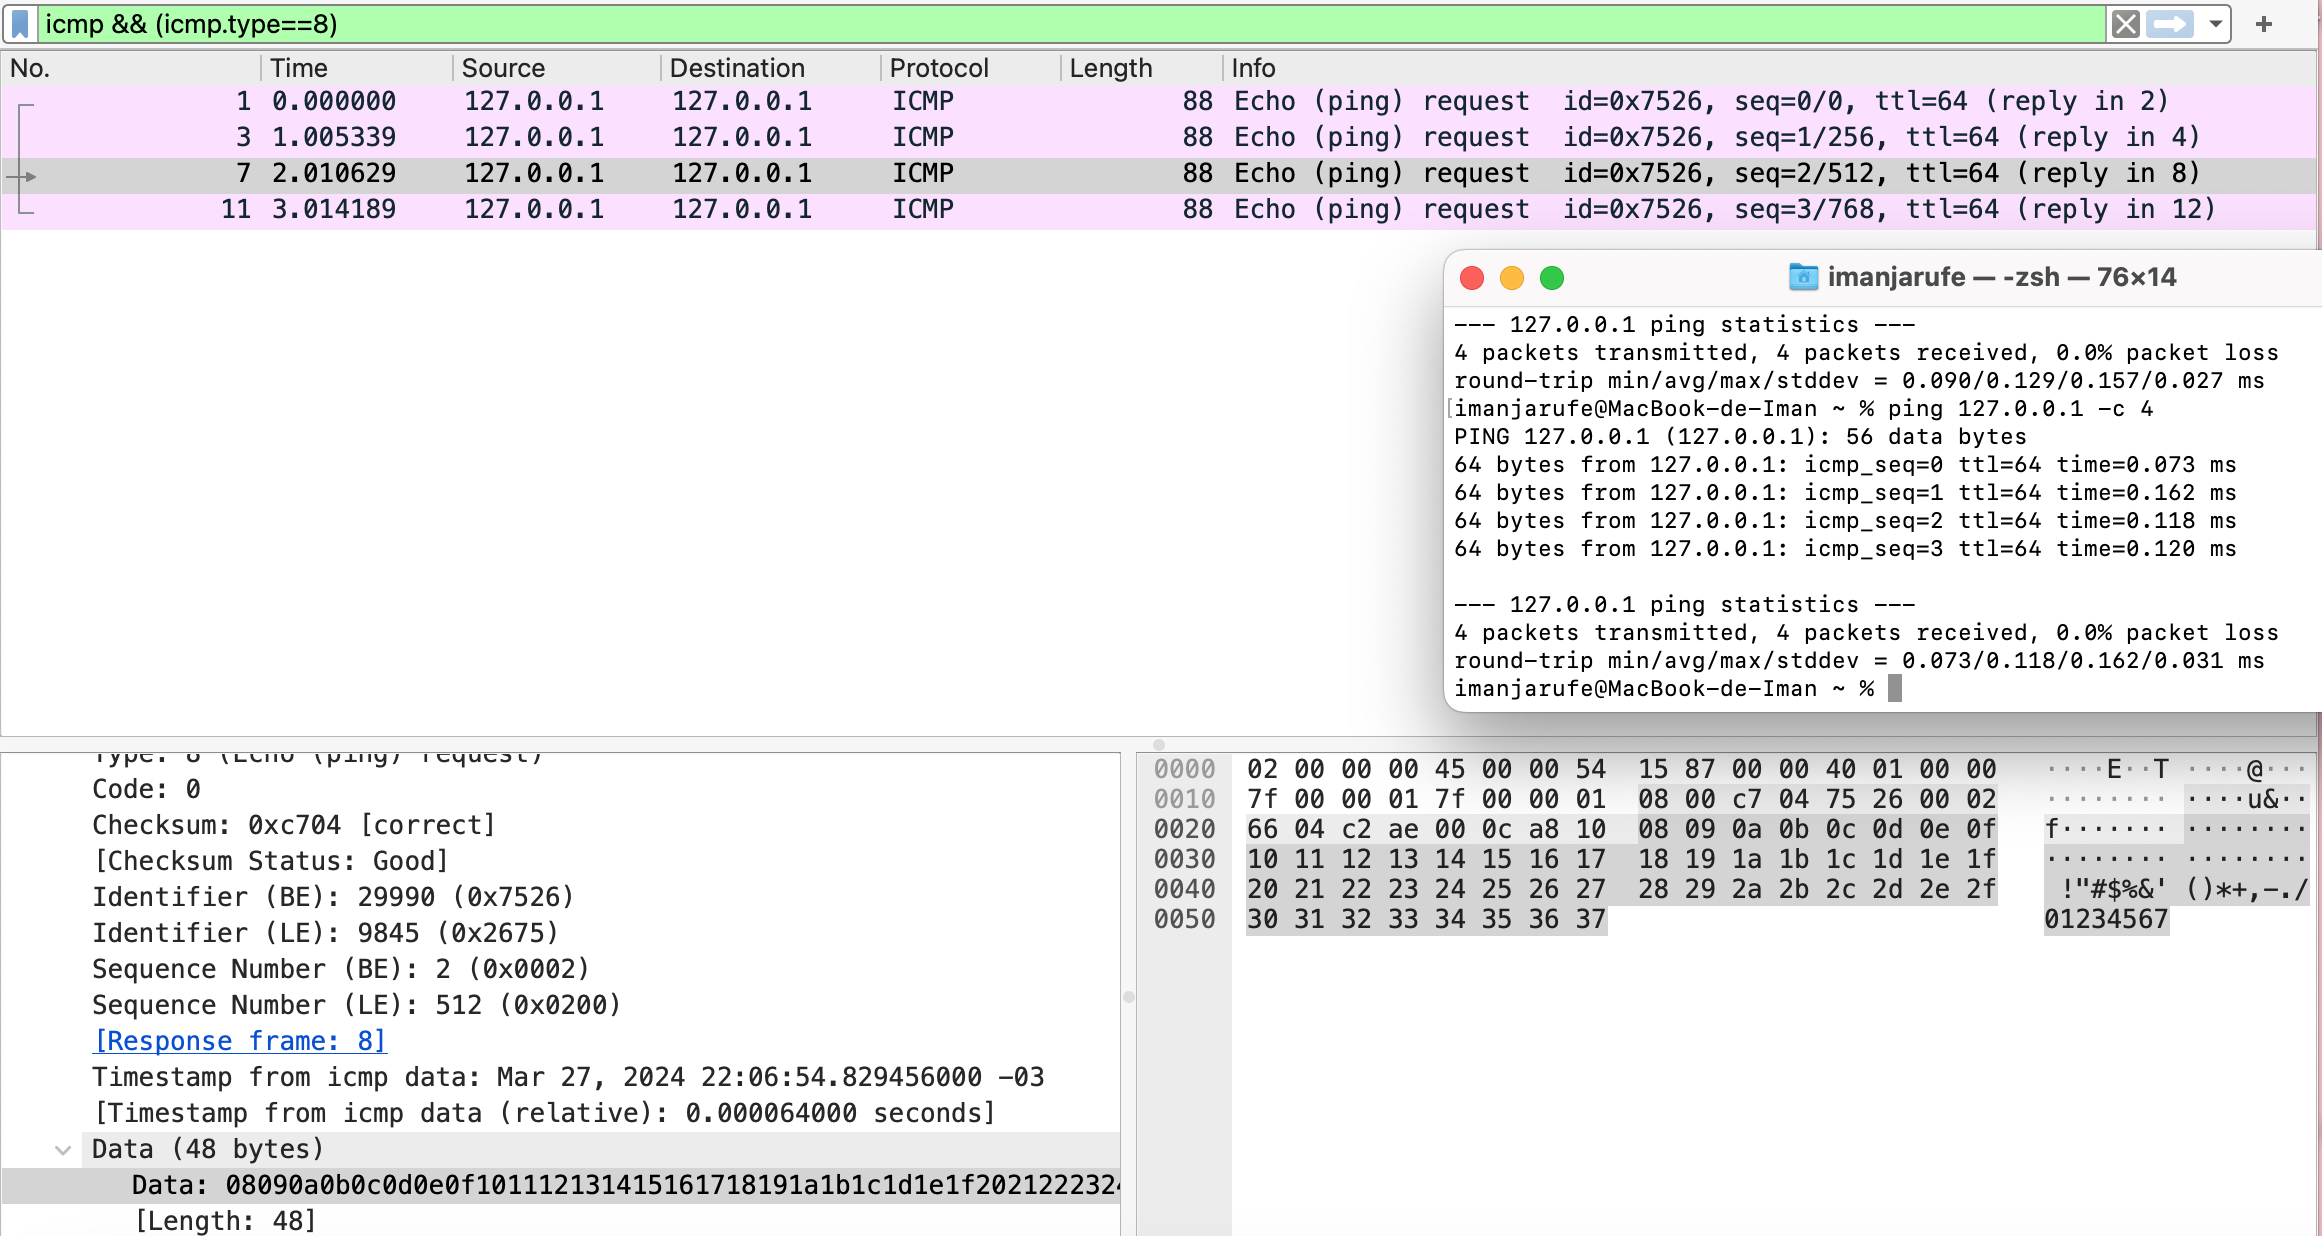 icmp && (icmp.type==8)
No. Time Source Destination Protocol Length Info
1 0.000000 127.0.0.1 127.0.0.1 ICMP 88 Echo (ping) request id=0x7526, seq=0/0, ttl=64 (reply in 2)
3 1.005339 127.0.0.1 127.0.0.1 ICMP 88 Echo (ping) request id=0x7526, seq=1/256, ttl=64 (reply in 4)
7 2.010629 127.0.0.1 127.0.0.1 ICMP 88 Echo (ping) request id=0x7526, seq=2/512, ttl=64 (reply in 8)
11 3.014189 127.0.0.1 127.0.0.1 ICMP 88 Echo (ping) request id=0x7526, seq=3/768, ttl=64 (reply in 12)
imanjarufe — -zsh — 76×14
--- 127.0.0.1 ping statistics ---
4 packets transmitted, 4 packets received, 0.0% packet loss
round-trip min/avg/max/stddev = 0.090/0.129/0.157/0.027 ms
[imanjarufe@MacBook-de-Iman ~ % ping 127.0.0.1 -c 4
PING 127.0.0.1 (127.0.0.1): 56 data bytes
64 bytes from 127.0.0.1: icmp_seq=0 ttl=64 time=0.073 ms
64 bytes from 127.0.0.1: icmp_seq=1 ttl=64 time=0.162 ms
64 bytes from 127.0.0.1: icmp_seq=2 ttl=64 time=0.118 ms
64 bytes from 127.0.0.1: icmp_seq=3 ttl=64 time=0.120 ms
--- 127.0.0.1 ping statistics ---
4 packets transmitted, 4 packets received, 0.0% packet loss
round-trip min/avg/max/stddev = 0.073/0.118/0.162/0.031 ms
imanjarufe@MacBook-de-Iman ~ %
Type: 8 (Echo (ping) request)
Code: 0
Checksum: 0xc704 [correct]
[Checksum Status: Good]
Identifier (BE): 29990 (0x7526)
Identifier (LE): 9845 (0x2675)
Sequence Number (BE): 2 (0x0002)
Sequence Number (LE): 512 (0x0200)
[Response frame: 8]
Timestamp from icmp data: Mar 27, 2024 22:06:54.829456000 -03
[Timestamp from icmp data (relative): 0.000064000 seconds]
Data (48 bytes)
Data: 08090a0b0c0d0e0f101112131415161718191a1b1c1d1e1f2021222324
[Length: 48]
0000 02 00 00 00 45 00 00 54 15 87 00 00 40 01 00 00 ····E··T ····@···
0010 7f 00 00 01 7f 00 00 01 08 00 c7 04 75 26 00 02 ········ ····u&··
0020 66 04 c2 ae 00 0c a8 10 08 09 0a 0b 0c 0d 0e 0f f······· ········
0030 10 11 12 13 14 15 16 17 18 19 1a 1b 1c 1d 1e 1f ········ ········
0040 20 21 22 23 24 25 26 27 28 29 2a 2b 2c 2d 2e 2f !"#$%&' ()*+,-./
0050 30 31 32 33 34 35 36 37 01234567